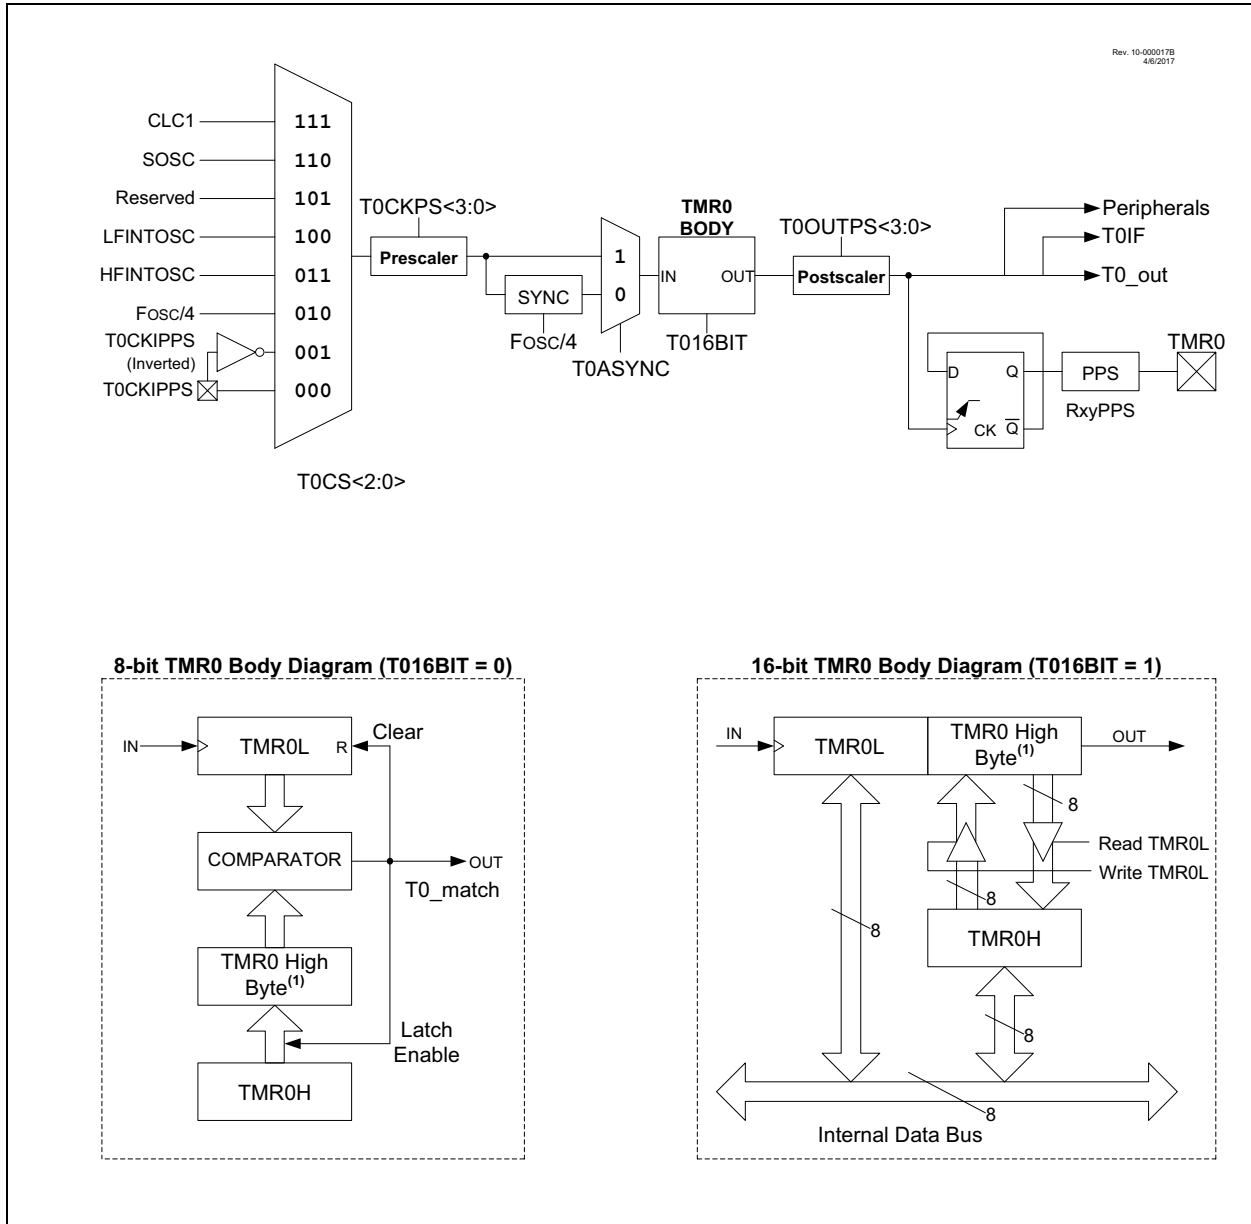 Rev. 10-000017B
4/6/2017
CLC1
111
SOSC
110
Reserved
101
LFINTOSC
100
HFINTOSC
011
FOSC/4
010
T0CKIPPS
(Inverted)
001
T0CKIPPS
000
T0CS<2:0>
T0CKPS<3:0>
Prescaler
SYNC
FOSC/4
1
0
T0ASYNC
TMR0
BODY
IN
OUT
T016BIT
T0OUTPS<3:0>
Postscaler
Peripherals
T0IF
T0_out
D
Q
CK
Q̅
PPS
RxyPPS
TMR0
8-bit TMR0 Body Diagram (T016BIT = 0)
IN
TMR0L
R
Clear
COMPARATOR
OUT
T0_match
TMR0 High
Byte(1)
Latch
Enable
TMR0H
16-bit TMR0 Body Diagram (T016BIT = 1)
IN
TMR0L
TMR0 High
Byte(1)
OUT
8
Read TMR0L
Write TMR0L
8
8
TMR0H
8
8
Internal Data Bus